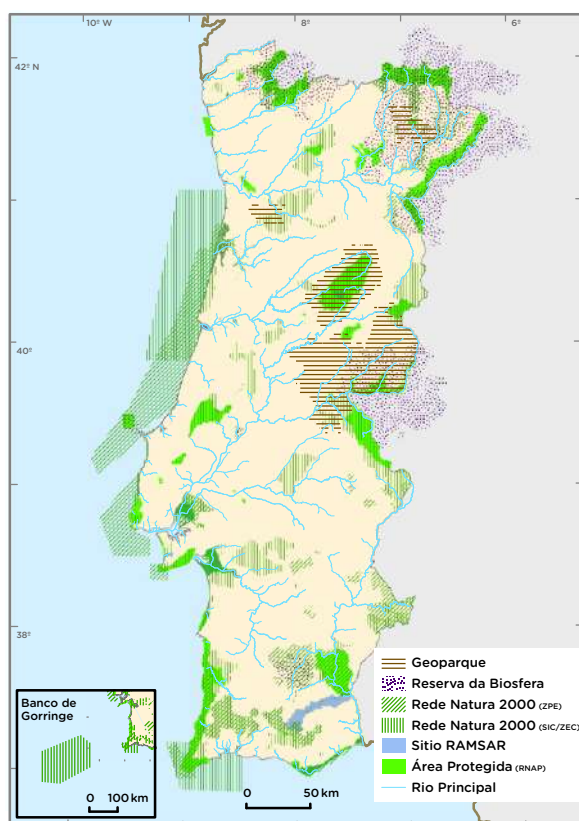 10° W 8° 6°
42° N
40°
38°
Geoparque
Reserva da Biosfera
Rede Natura 2000 (ZPE)
Rede Natura 2000 (SIC/ZEC)
Sitio RAMSAR
Área Protegida (RNAP)
Rio Principal
Banco de
Gorringe
0 100 km
0 50 km